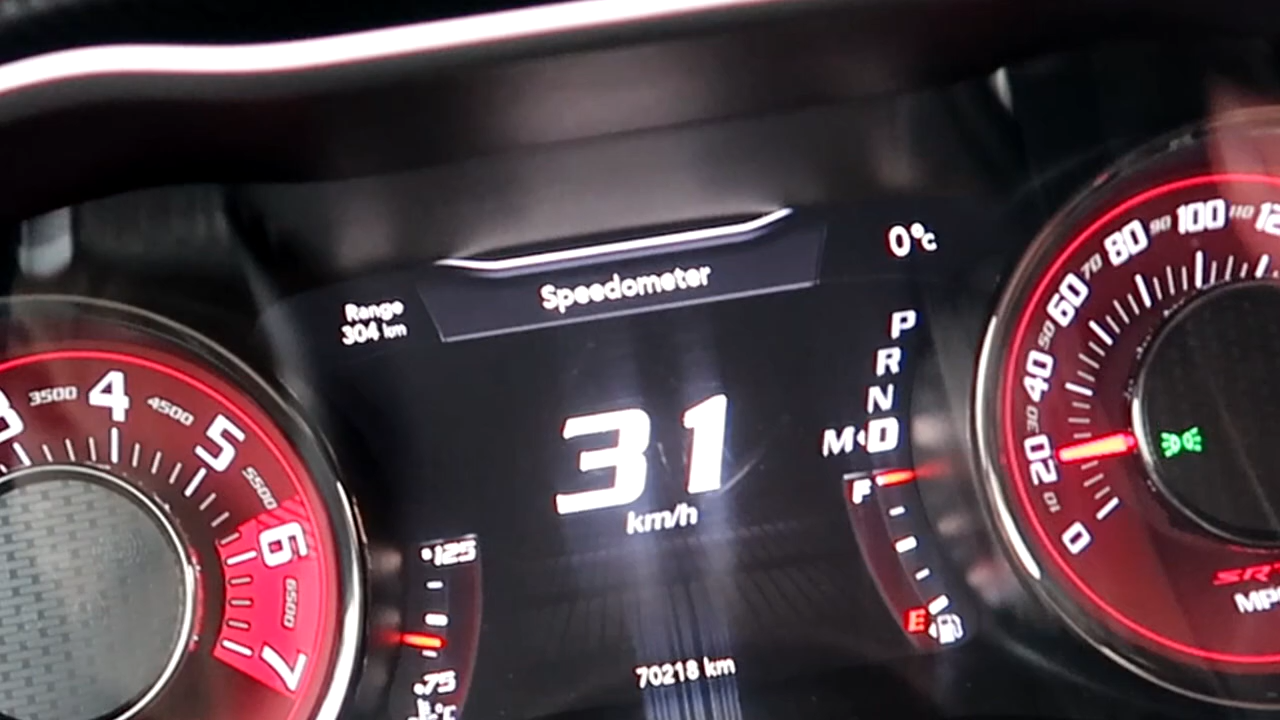 Speedometer
0°C
Range
304 km
31
km/h
P
R
N
M D
F
E
125
75
°C
70218 km
3500 4 4500 5 5500 6 6500 7
0 10 20 30 40 50 60 70 80 90 100 110